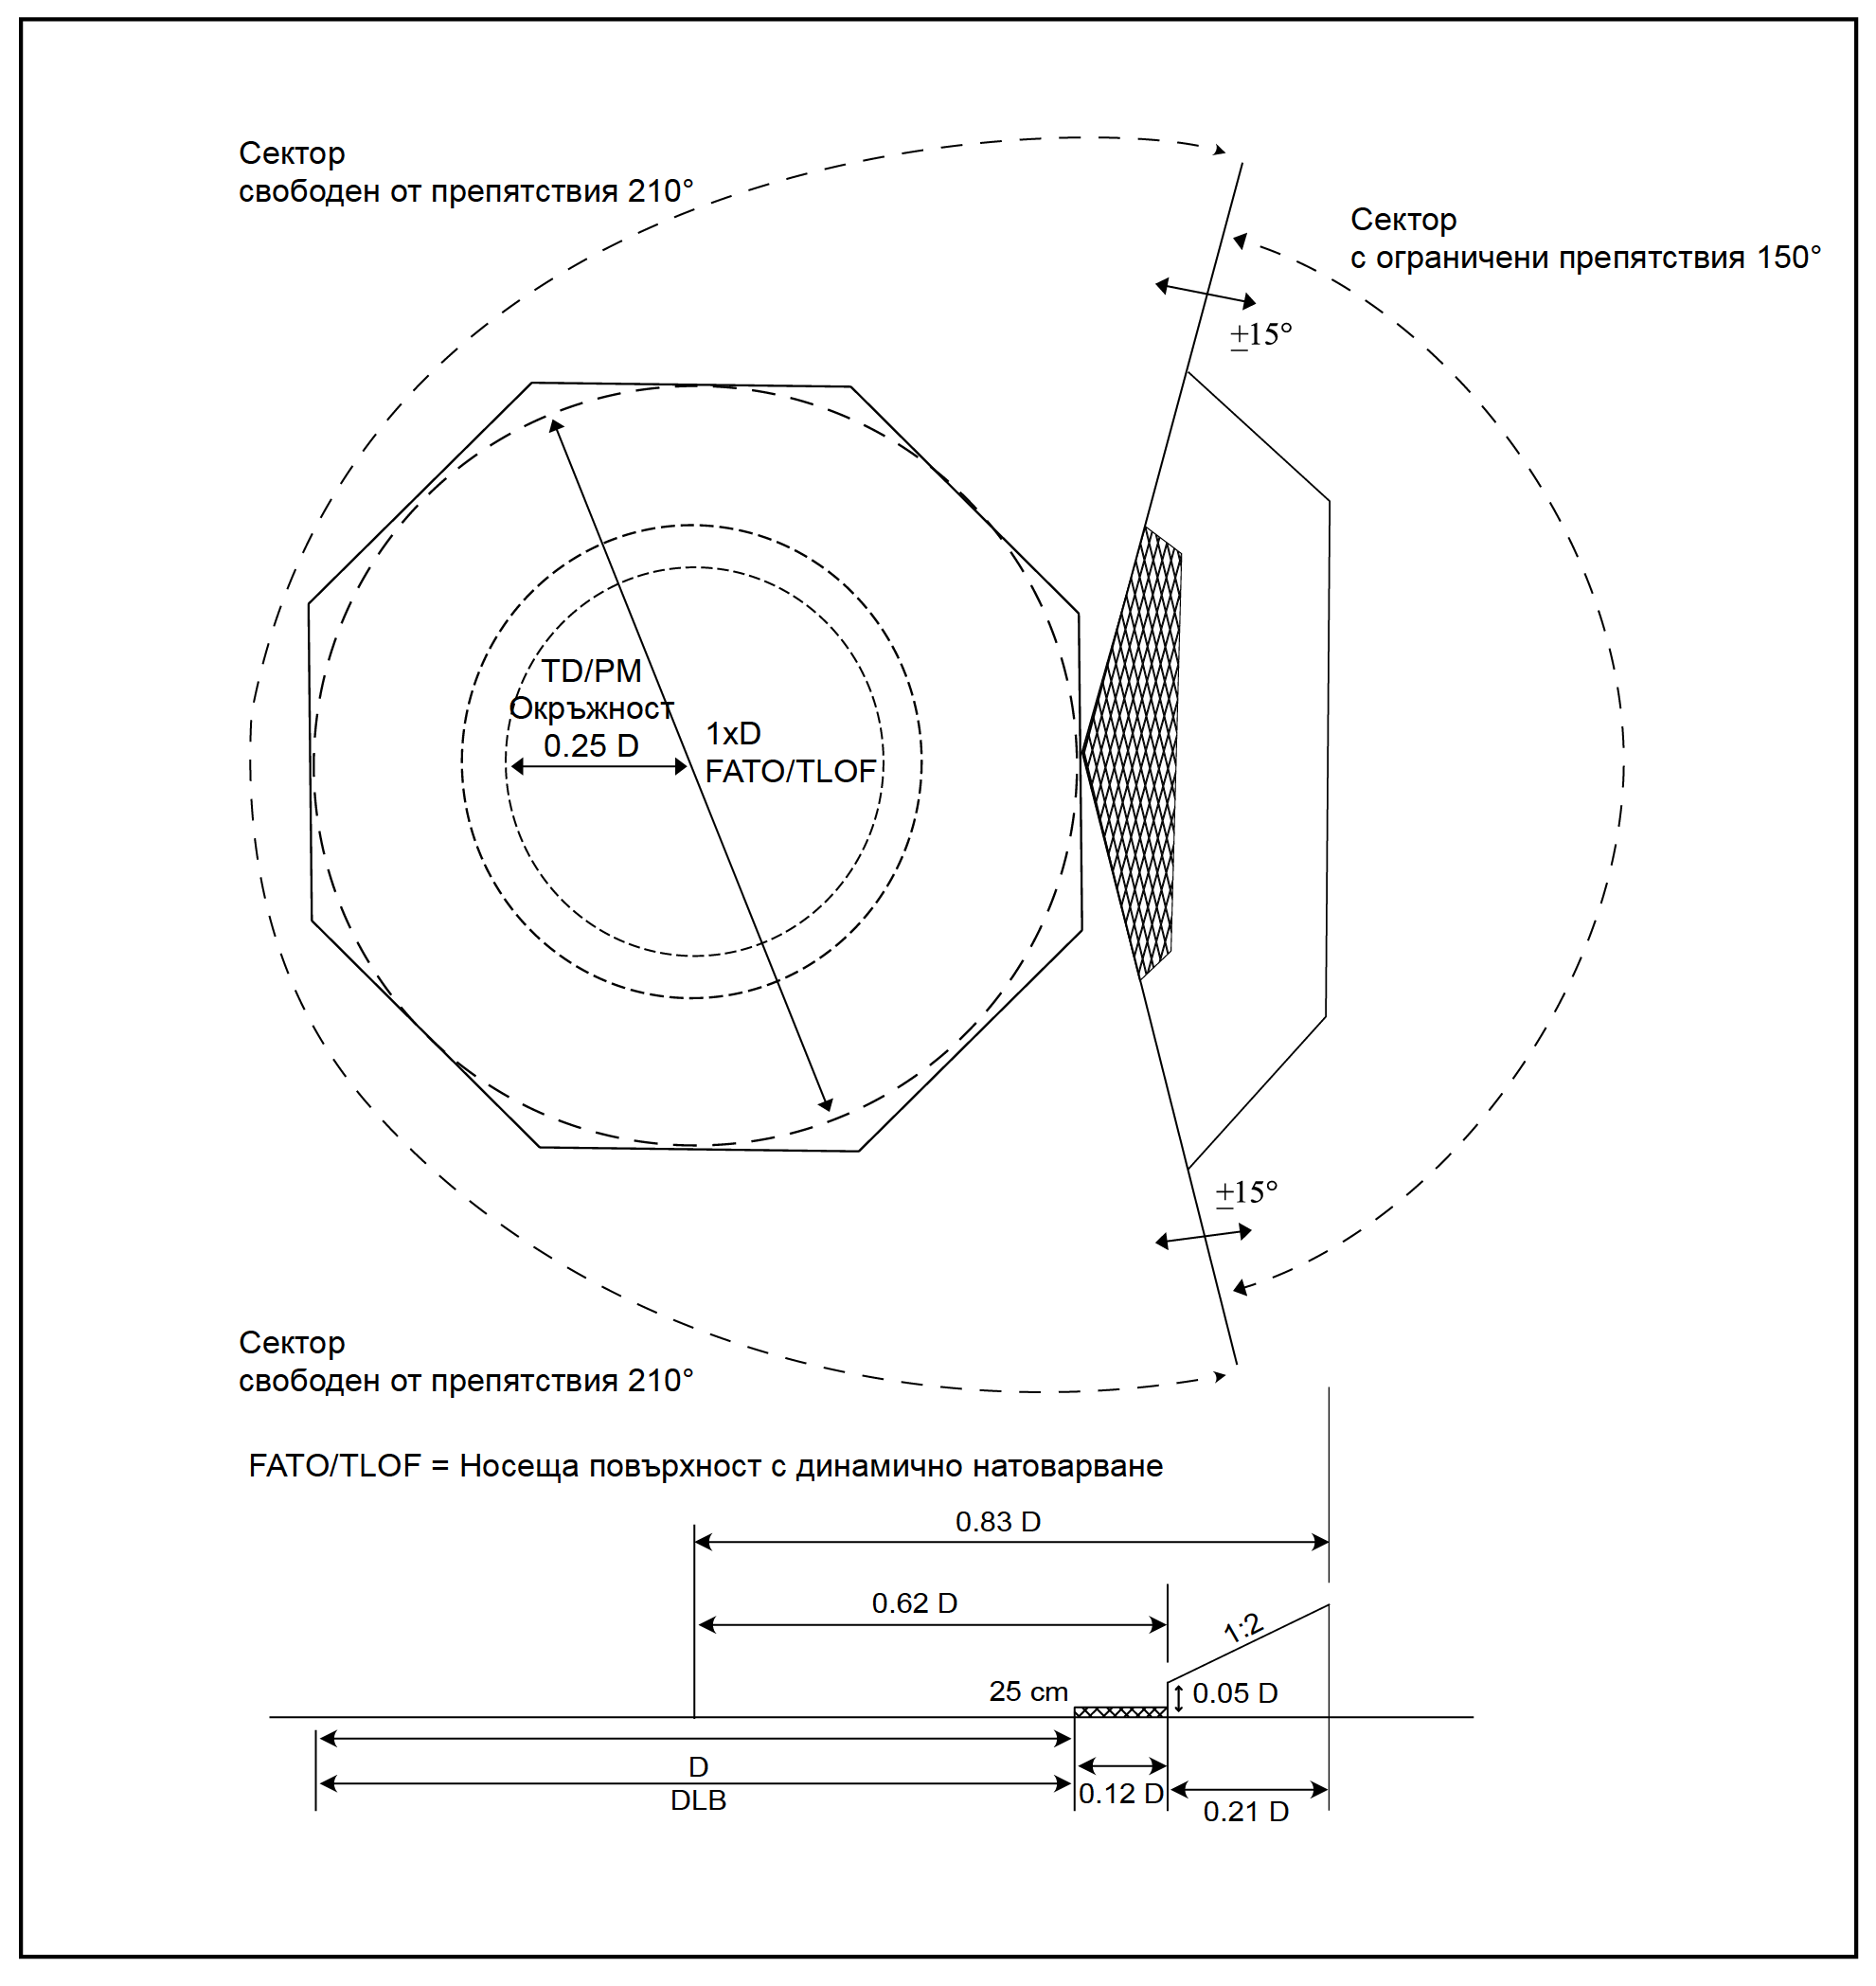 Сектор
свободен от препятствия 210°
Сектор
с ограничени препятствия 150°
±15°
TD/PM
Окръжност
0.25 D
1xD
FATO/TLOF
±15°
Сектор
свободен от препятствия 210°
FATO/TLOF = Носеща повърхност с динамично натоварване
0.83 D
0.62 D
1:2
25 cm
0.05 D
D
DLB
0.12 D
0.21 D